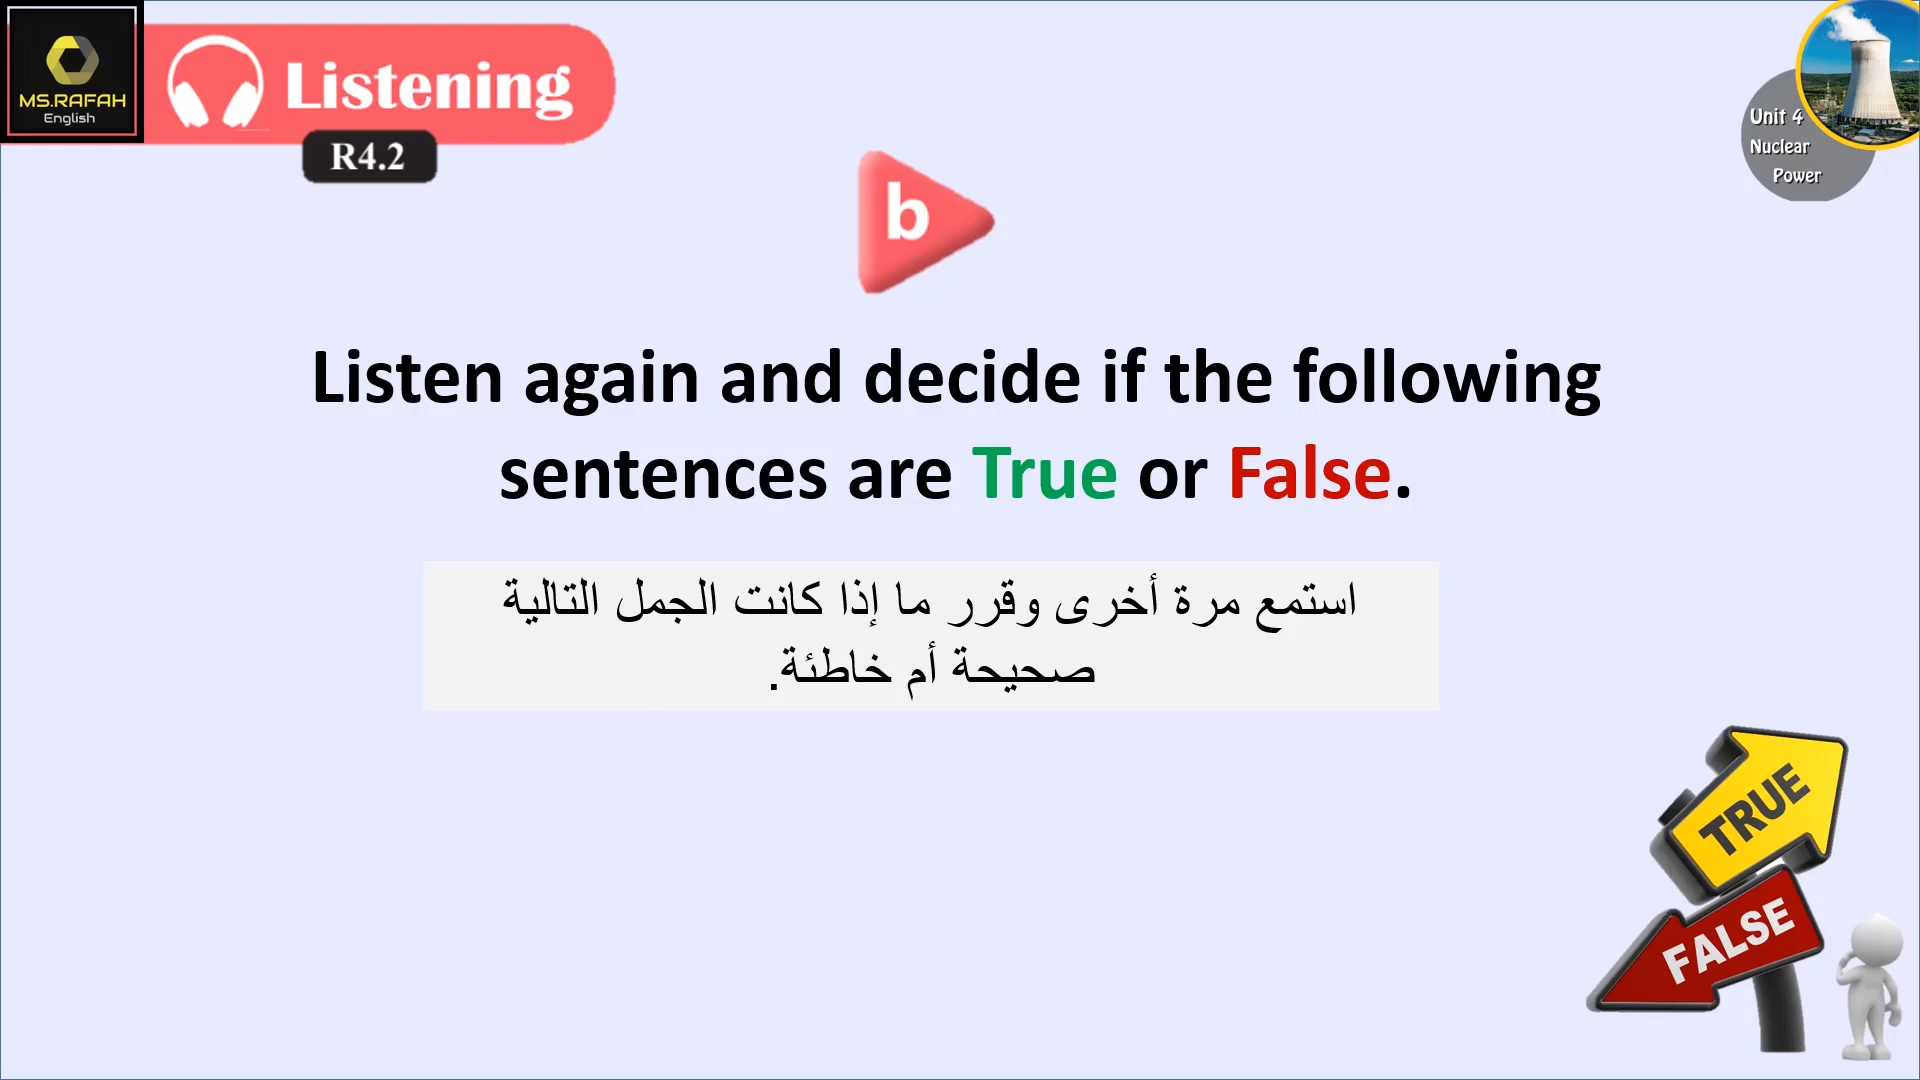 MS.RAFAH
English
Listening
R4.2
Unit 4
Nuclear
Power
b
Listen again and decide if the following
sentences are True or False.
استمع مرة أخرى وقرر ما إذا كانت الجمل التالية
صحيحة أم خاطئة.
TRUE
FALSE